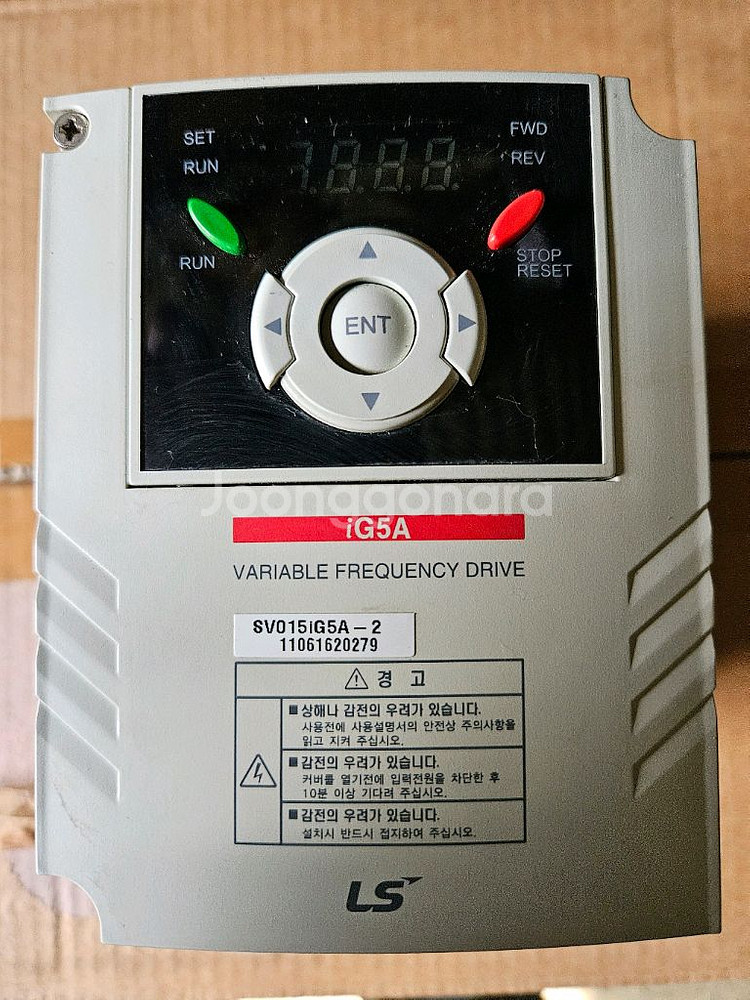 SET
RUN
FWD
REV
RUN
STOP
RESET
ENT
Joonggonara
iG5A
VARIABLE FREQUENCY DRIVE
SV015iG5A-2
11061620279
⚠ 경 고
■ 상해나 감전의 우려가 있습니다.
사용전에 사용설명서의 안전상 주의사항을
읽고 지켜 주십시오.
■ 감전의 우려가 있습니다.
커버를 열기전에 입력전원을 차단한 후
10분 이상 기다려 주십시오.
■ 감전의 우려가 있습니다.
설치시 반드시 접지하여 주십시오.
LS